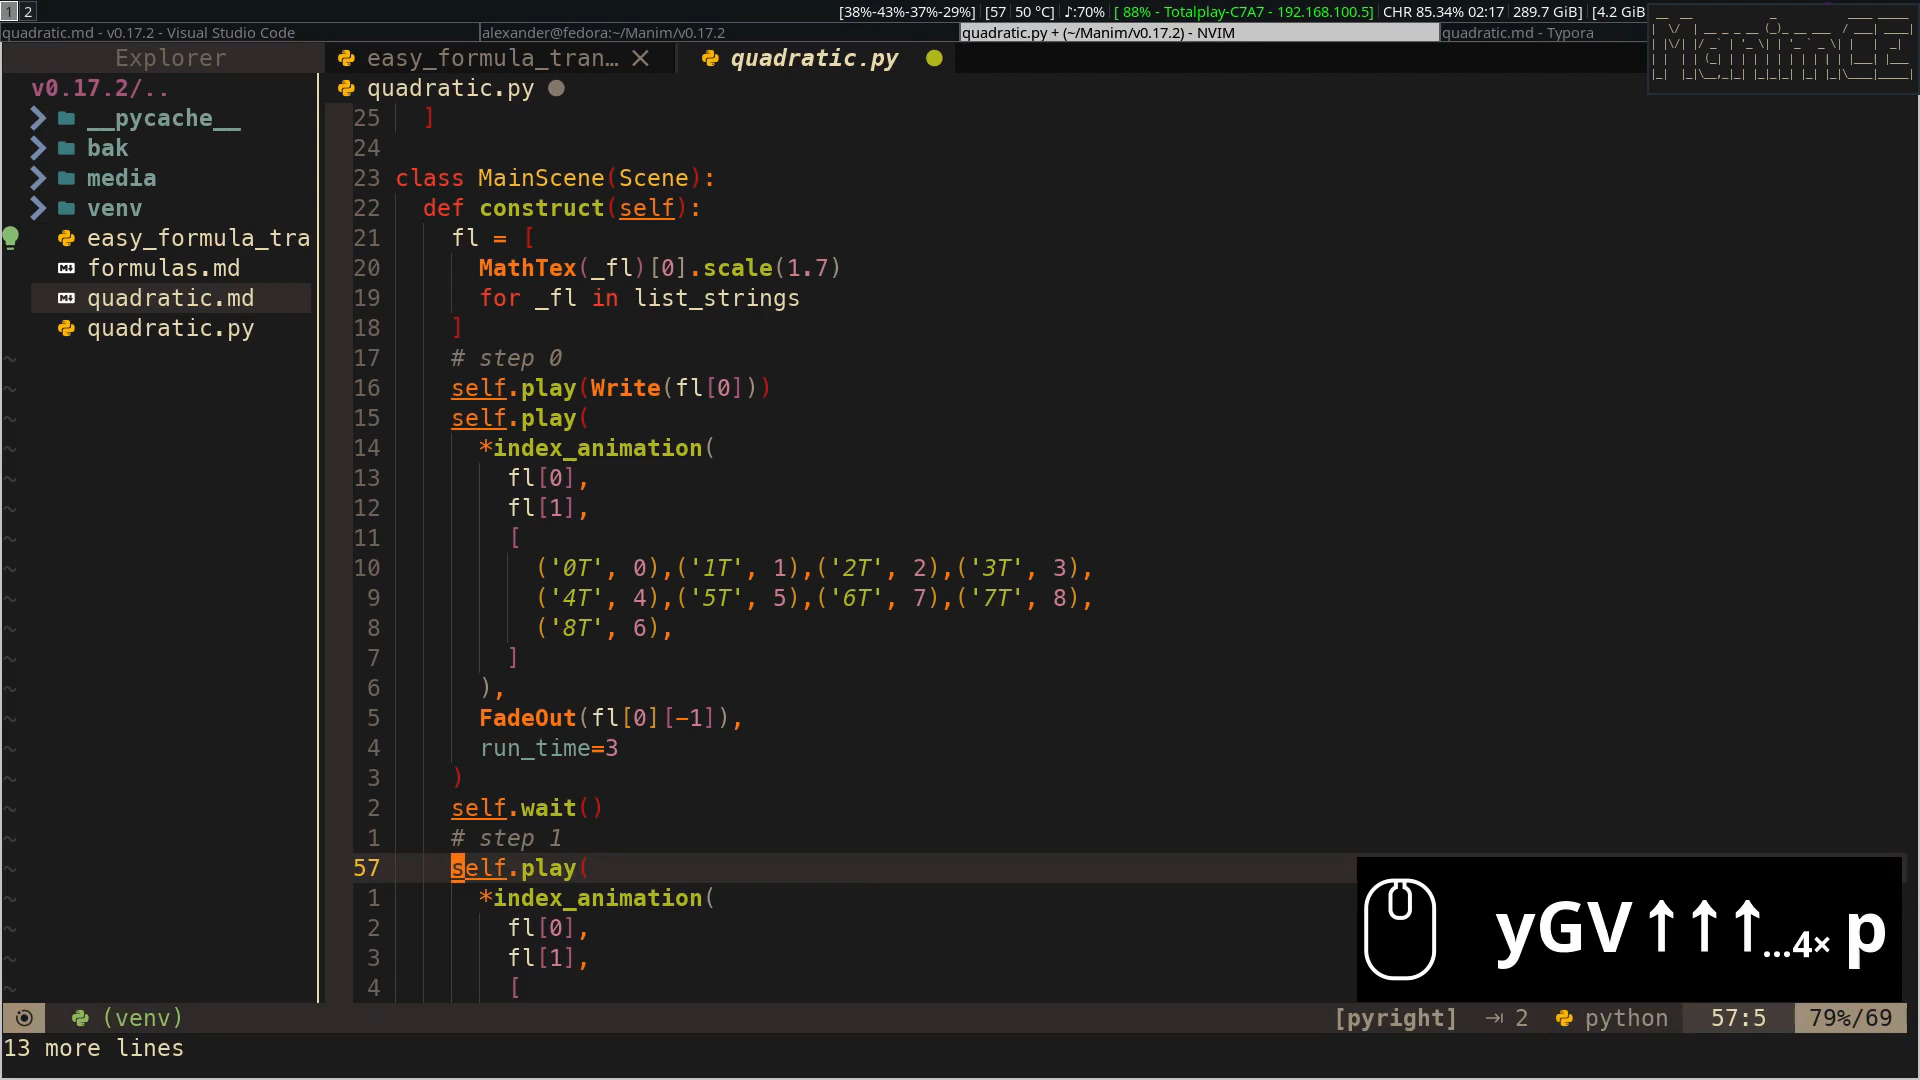 1 2 [38%-43%-37%-29%] [57 50 ºC] ♪:70% [ 88% - Totalplay-C7A7 - 192.168.100.5] CHR 85.34% 02:17 289.7 GiB] [4.2 GiB
quadratic.md - v0.17.2 - Visual Studio Code alexander@fedora:~/Manim/v0.17.2 quadratic.py + (~/Manim/v0.17.2) - NVIM quadratic.md - Typora
Explorer
easy_formula_tran… quadratic.py
v0.17.2/..
__pycache__
bak
media
venv
easy_formula_tra
formulas.md
quadratic.md
quadratic.py
quadratic.py
25 ]
24
23 class MainScene(Scene):
22 def construct(self):
21 fl = [
20 MathTex(_fl)[0].scale(1.7)
19 for _fl in list_strings
18 ]
17 # step 0
16 self.play(Write(fl[0]))
15 self.play(
14 *index_animation(
13 fl[0],
12 fl[1],
11 [
10 ('0T', 0),('1T', 1),('2T', 2),('3T', 3),
9 ('4T', 4),('5T', 5),('6T', 7),('7T', 8),
8 ('8T', 6),
7 ]
6 ),
5 FadeOut(fl[0][-1]),
4 run_time=3
3 )
2 self.wait()
1 # step 1
57 self.play(
1 *index_animation(
2 fl[0],
3 fl[1],
4 [
yGV↑↑↑...4× p
(venv) [pyright] ⇥ 2 python 57:5 79%/69
13 more lines